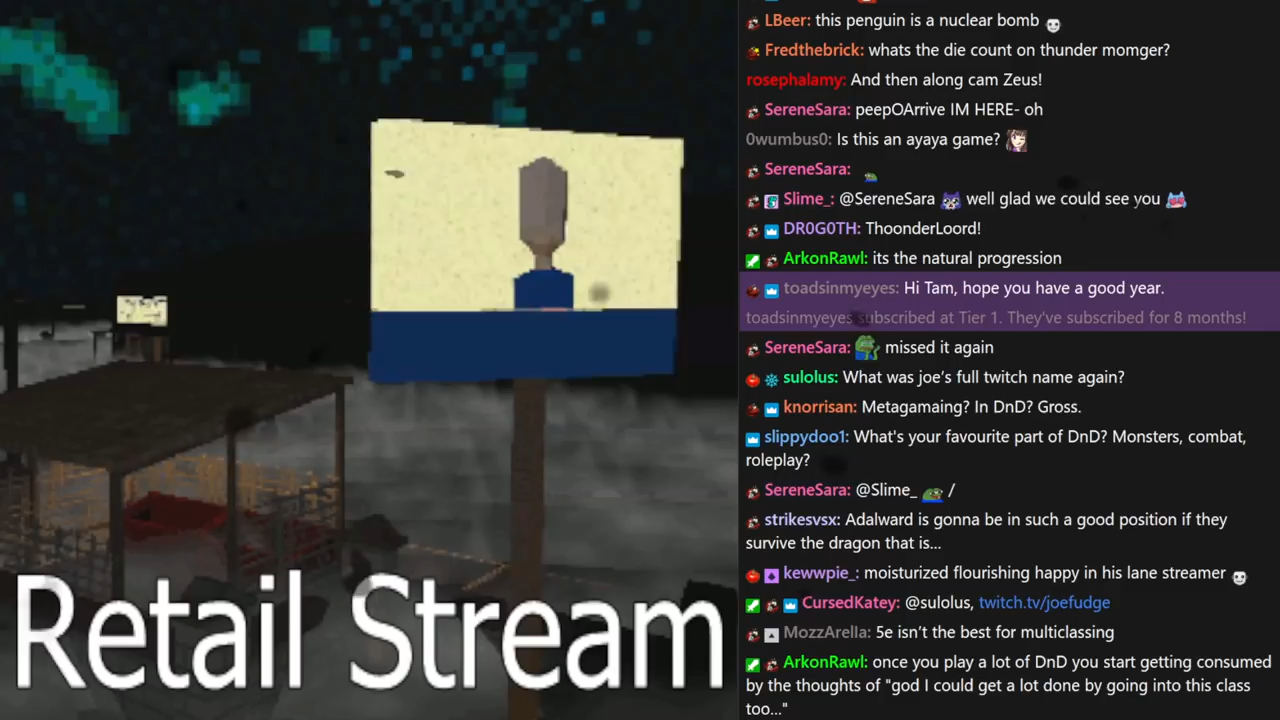 LBeer: this penguin is a nuclear bomb
Fredthebrick: whats the die count on thunder momger?
rosephalamy: And then along cam Zeus!
SereneSara: peepOArrive IM HERE- oh
0wumbus0: Is this an ayaya game?
SereneSara:
Slime_: @SereneSara well glad we could see you
DR0G0TH: ThoonderLoord!
ArkonRawl: its the natural progression
toadsinmyeyes: Hi Tam, hope you have a good year.
toadsinmyeyes subscribed at Tier 1. They've subscribed for 8 months!
SereneSara: missed it again
sulolus: What was joe's full twitch name again?
knorrisan: Metagamaing? In DnD? Gross.
slippydoo1: What's your favourite part of DnD? Monsters, combat,
roleplay?
SereneSara: @Slime_ /
strikesvsx: Adalward is gonna be in such a good position if they
survive the dragon that is...
kewwpie_: moisturized flourishing happy in his lane streamer
CursedKatey: @sulolus, twitch.tv/joefudge
MozzArella: 5e isn't the best for multiclassing
ArkonRawl: once you play a lot of DnD you start getting consumed
by the thoughts of "god I could get a lot done by going into this class
too..."
Retail Stream